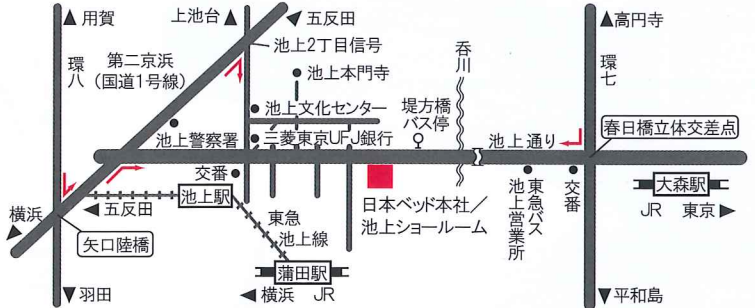 用賀
上池台
五反田
高円寺
第二京浜
(国道1号線)
池上2丁目信号
環八
池上本門寺
呑川
環七
池上文化センター
堤方橋
バス停
池上警察署
三菱東京UFJ銀行
池上通り
春日橋立体交差点
交番
池上駅
五反田
横浜
矢口陸橋
東急
池上線
日本ベッド本社／
池上ショールーム
東急バス
池上営業所
交番
大森駅
JR
東京
蒲田駅
羽田
横浜
JR
平和島